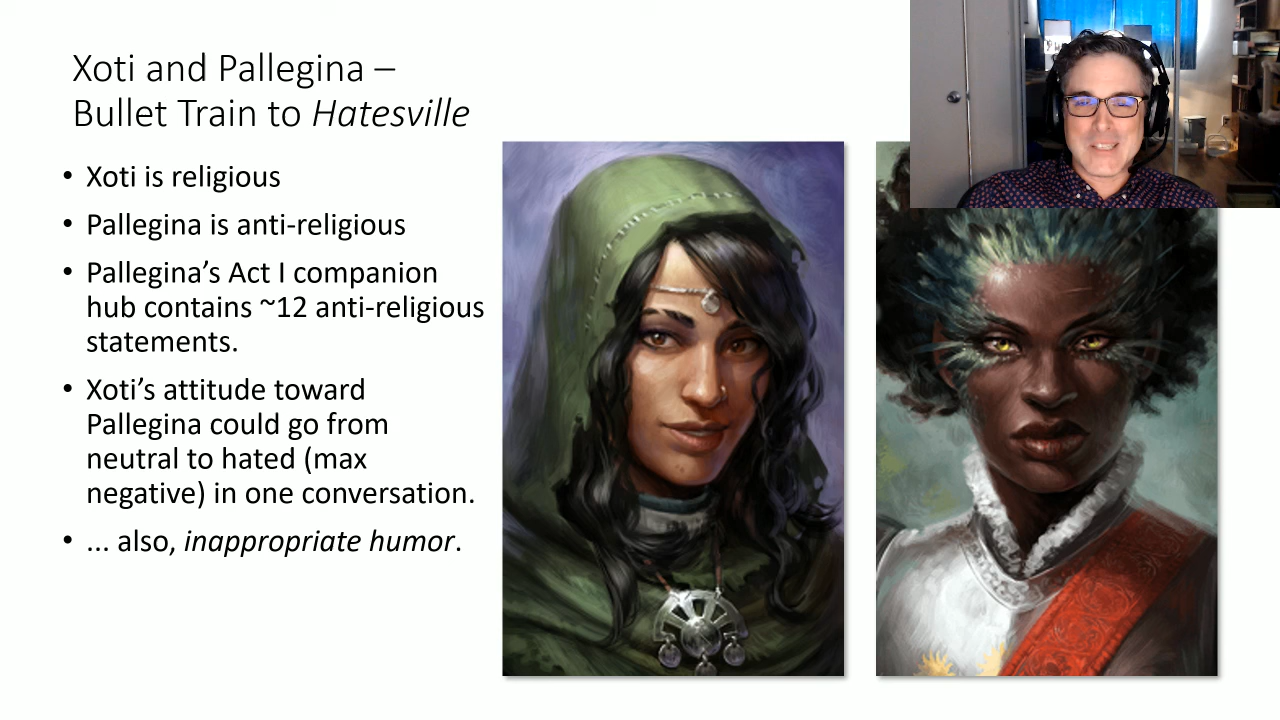 Xoti and Pallegina –
Bullet Train to Hatesville
• Xoti is religious
• Pallegina is anti-religious
• Pallegina’s Act I companion
hub contains ~12 anti-religious
statements.
• Xoti’s attitude toward
Pallegina could go from
neutral to hated (max
negative) in one conversation.
• ... also, inappropriate humor.